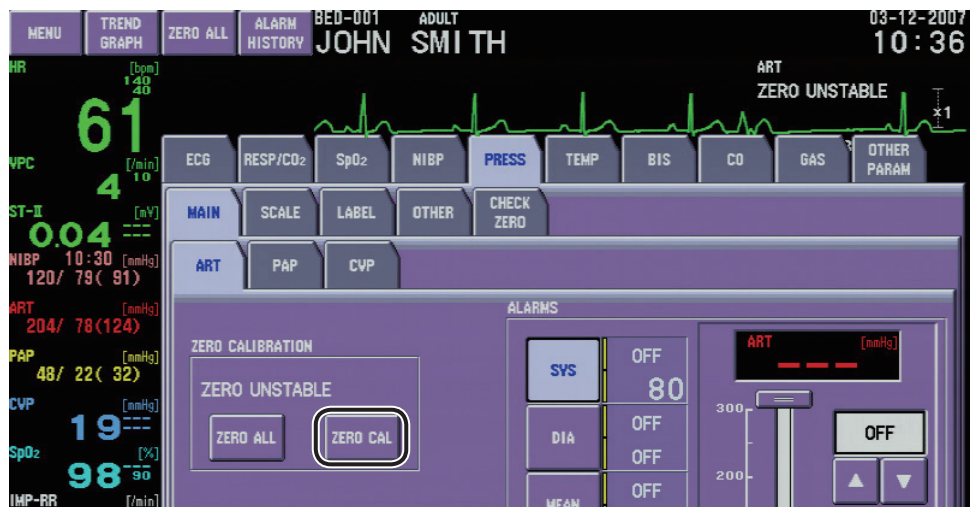 MENU
TREND GRAPH
ZERO ALL
ALARM HISTORY
BED-001 ADULT
JOHN SMITH
03-12-2007
10:36
HR [bpm]
140
40
61
ART
ZERO UNSTABLE
×1
VPC [/min]
10
4
ECG RESP/CO2 SpO2 NIBP PRESS TEMP BIS CO GAS OTHER PARAM
ST-II [mV]
0.04
MAIN SCALE LABEL OTHER CHECK ZERO
NIBP 10:30 [mmHg]
120/ 79( 91)
ART PAP CVP
ART [mmHg]
204/ 78(124)
PAP [mmHg]
48/ 22( 32)
CVP [mmHg]
19
SpO2 [%]
98 90
IMP-RR [/min]
ZERO CALIBRATION
ZERO UNSTABLE
ZERO ALL ZERO CAL
ALARMS
SYS OFF
80
DIA OFF
OFF
MEAN OFF
ART [mmHg]
--- 
300
200
OFF